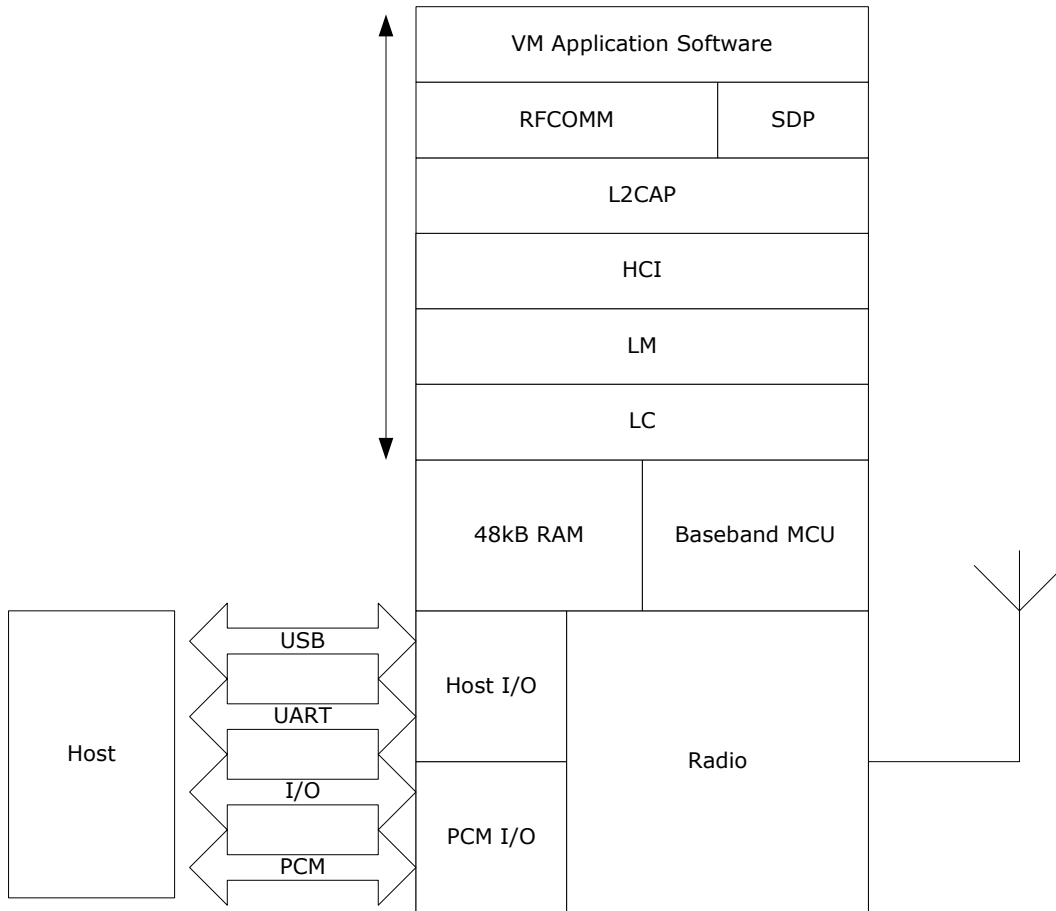 VM Application Software
RFCOMM
SDP
L2CAP
HCI
LM
LC
48kB RAM
Baseband MCU
USB
Host I/O
UART
Host
Radio
I/O
PCM I/O
PCM